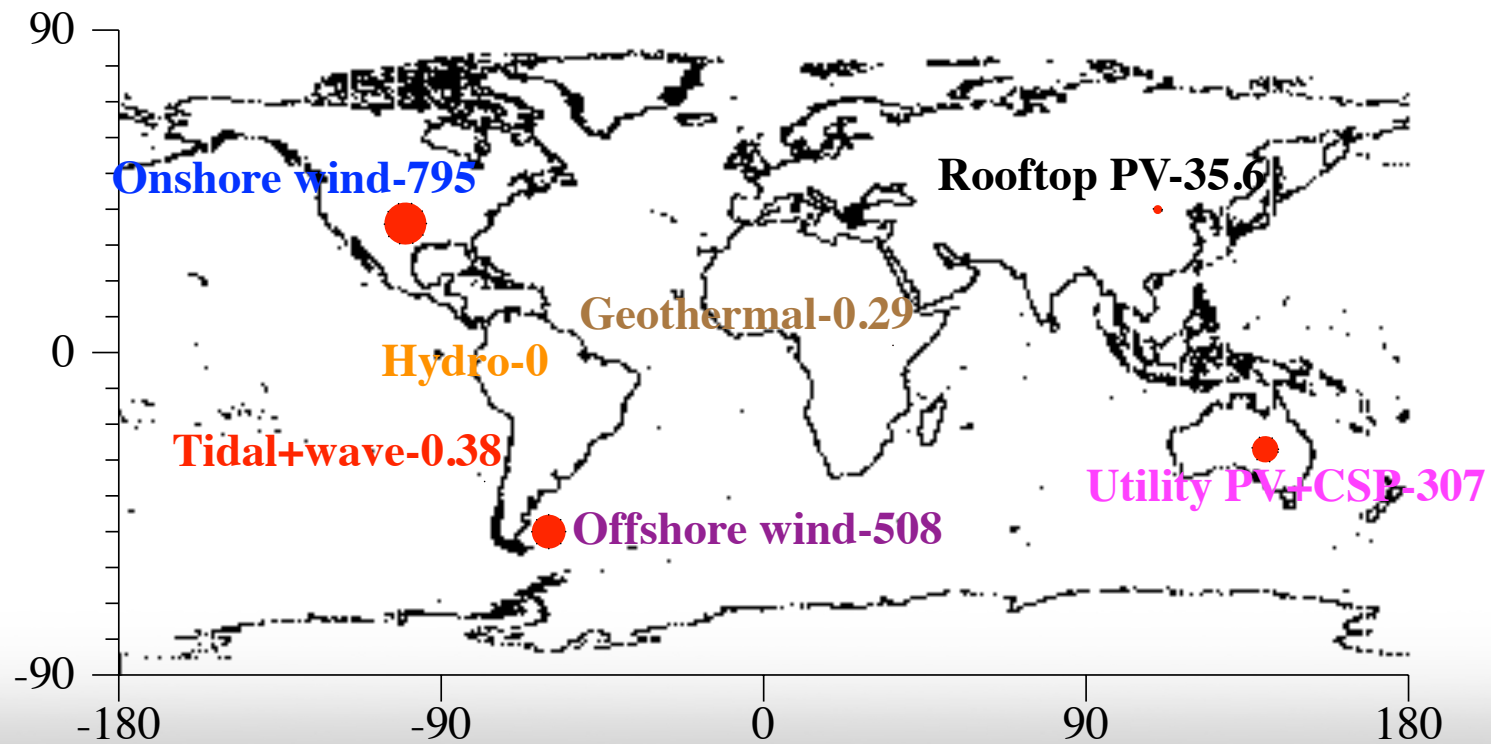 90
Onshore wind-795
Rooftop PV-35.6
Geothermal-0.29
0
Hydro-0
Tidal+wave-0.38
Utility PV+CSP-307
Offshore wind-508
-90
-180
-90
0
90
180